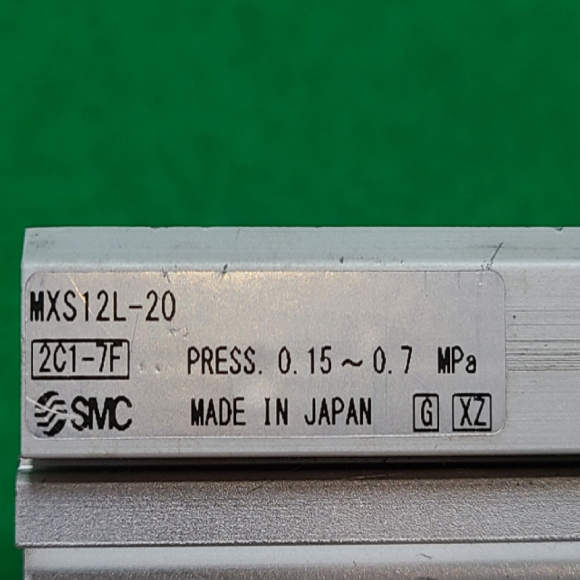 MXS12L-20
2C1-7F PRESS. 0.15～0.7 MPa
SMC MADE IN JAPAN G XZ